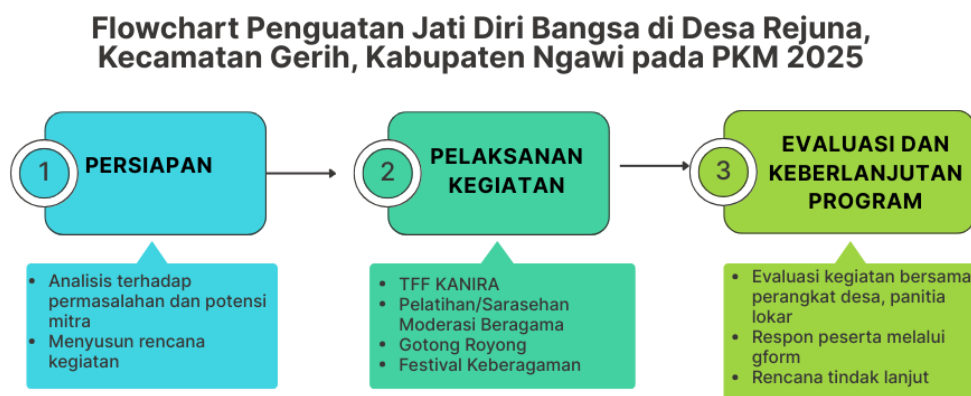 Flowchart Penguatan Jati Diri Bangsa di Desa Rejuna,
Kecamatan Gerih, Kabupaten Ngawi pada PKM 2025
1
PERSIAPAN
2
PELAKSANAN
KEGIATAN
3
EVALUASI DAN
KEBERLANJUTAN
PROGRAM
• Analisis terhadap
permasalahan dan potensi
mitra
• Menyusun rencana
kegiatan
• TFF KANIRA
• Pelatihan/Sarasehan
Moderasi Beragama
• Gotong Royong
• Festival Keberagaman
• Evaluasi kegiatan bersama
perangkat desa, panitia
lokar
• Respon peserta melalui
gform
• Rencana tindak lanjut